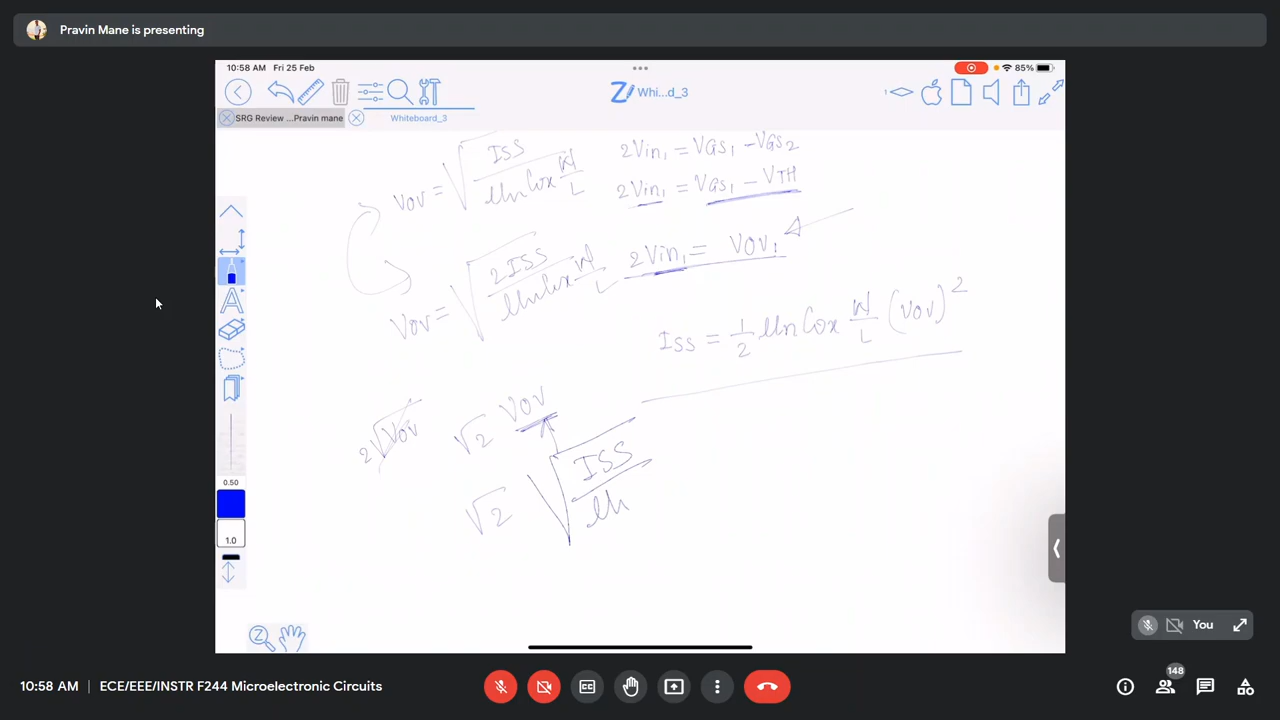 Pravin Mane is presenting
10:58 AM Fri 25 Feb
85%
Whi...d_3
SRG Review ...Pravin mane
Whiteboard_3
VOV = √(ISS / μnCox W/L)
2Vin1 = VGS1 - VGS2
2Vin1 = VGS1 - VTH
VOV = √(2ISS / μnCox W/L)
2Vin1 = VOV1
ISS = 1/2 μnCox W/L (VOV)^2
2√VOV
√2 VOV
√2 √(ISS / μ
0.50
1.0
You
148
10:58 AM | ECE/EEE/INSTR F244 Microelectronic Circuits